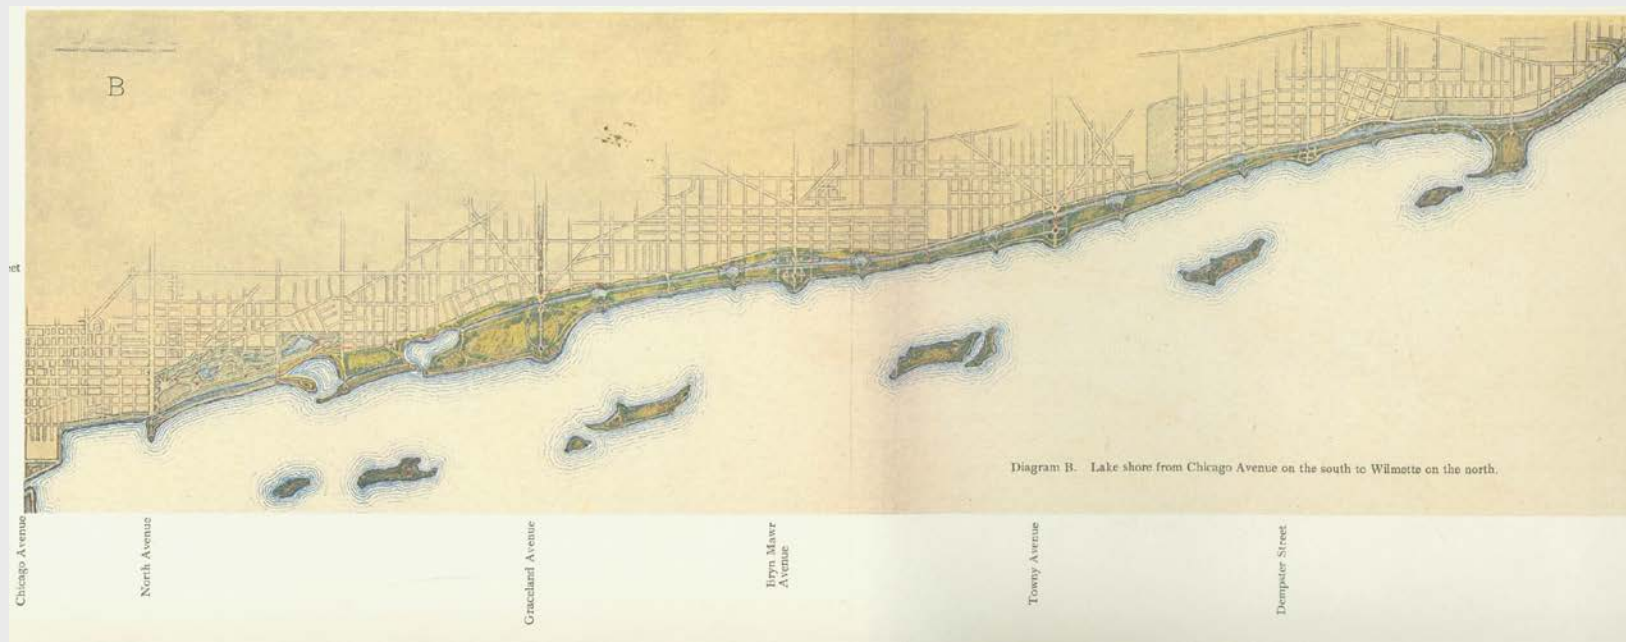 B
et
Diagram B. Lake shore from Chicago Avenue on the south to Wilmette on the north.
Chicago Avenue
North Avenue
Graceland Avenue
Bryn Mawr
Avenue
Towny Avenue
Dempster Street